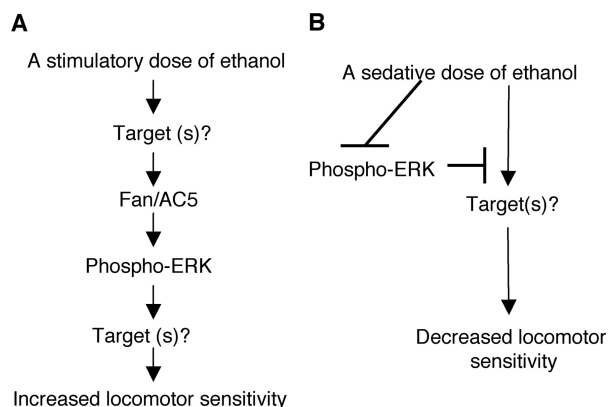 A
A stimulatory dose of ethanol
Target (s)?
Fan/AC5
Phospho-ERK
Target (s)?
Increased locomotor sensitivity
B
A sedative dose of ethanol
Phospho-ERK
Target(s)?
Decreased locomotor
sensitivity